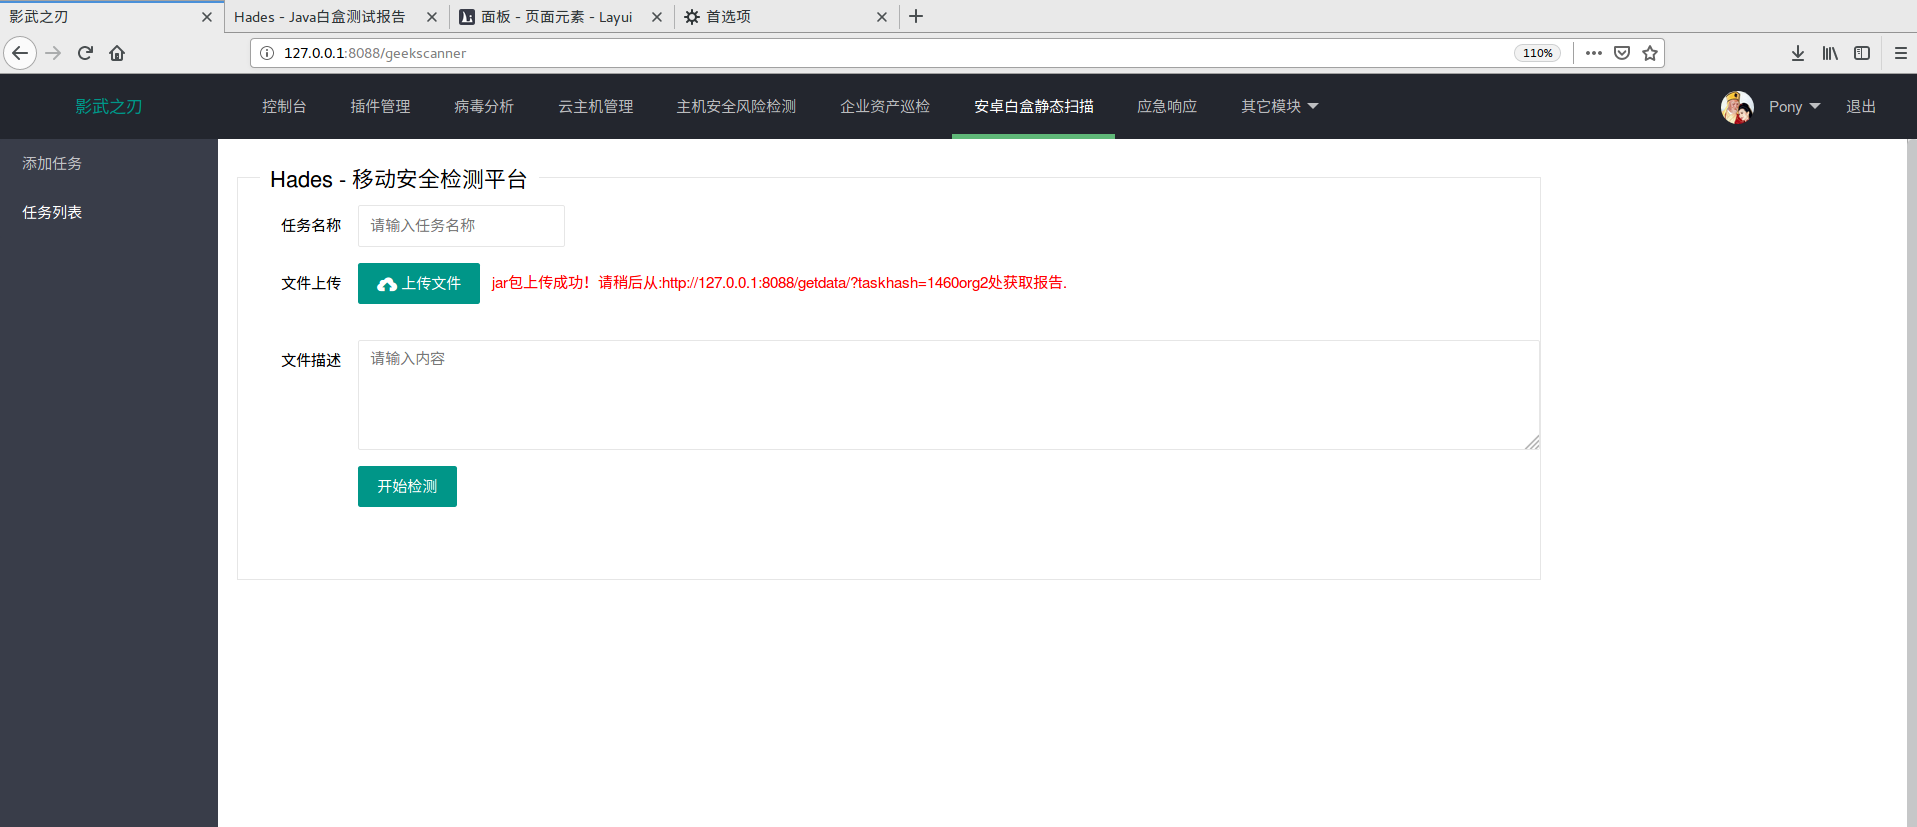 影武之刃
Hades - Java白盒测试报告
面板 - 页面元素 - Layui
首选项
127.0.0.1:8088/geekscanner
110%
影武之刃
控制台
插件管理
病毒分析
云主机管理
主机安全风险检测
企业资产巡检
安卓白盒静态扫描
应急响应
其它模块
Pony
退出
添加任务
任务列表
Hades - 移动安全检测平台
任务名称
请输入任务名称
文件上传
上传文件
jar包上传成功！请稍后从:http://127.0.0.1:8088/getdata/?taskhash=1460org2处获取报告.
文件描述
请输入内容
开始检测